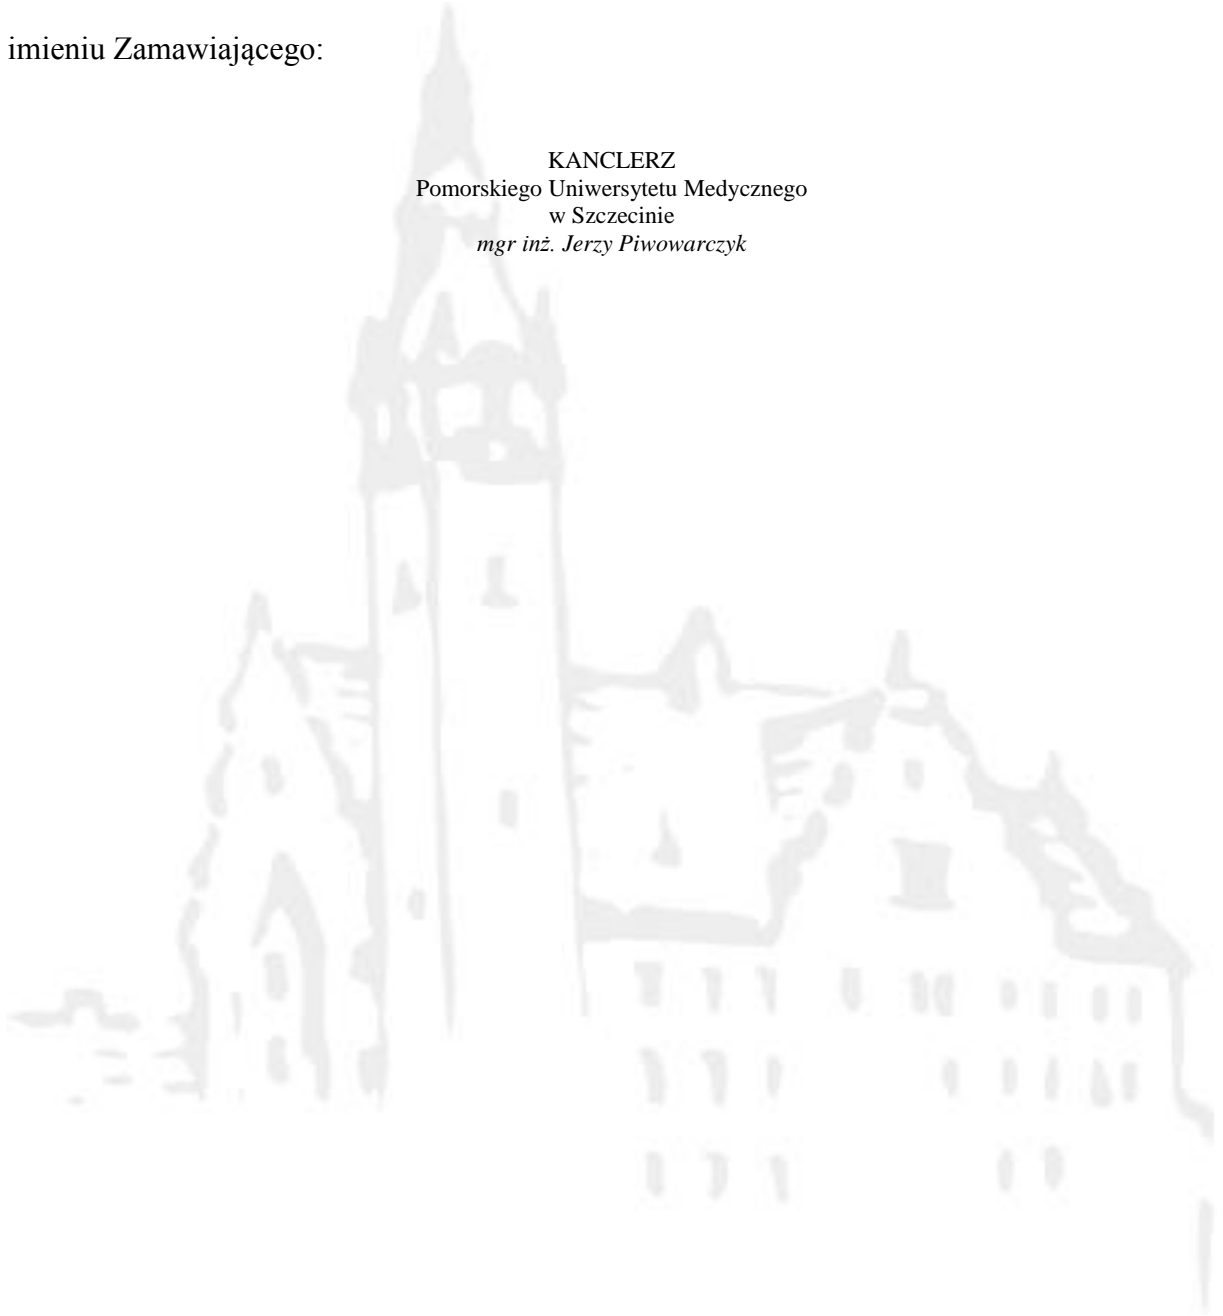 imieniu Zamawiającego:
KANCLERZ
Pomorskiego Uniwersytetu Medycznego
w Szczecinie
mgr inż. Jerzy Piwowarczyk